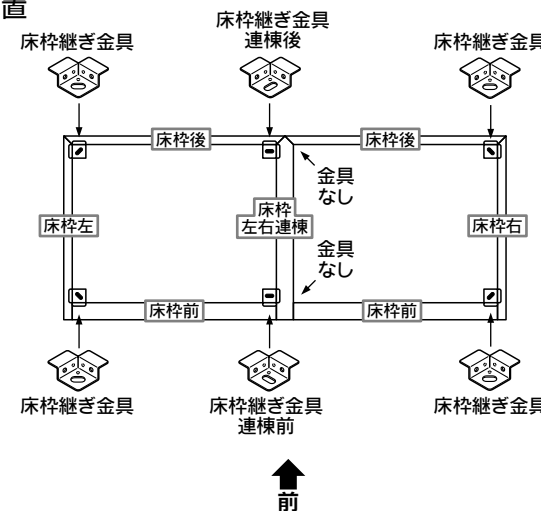 直
床枠継ぎ金具
床枠継ぎ金具
連棟後
床枠継ぎ金具
床枠後
床枠後
金具
なし
床枠左
床枠
左右連棟
床枠右
金具
なし
床枠前
床枠前
床枠継ぎ金具
床枠継ぎ金具
連棟前
床枠継ぎ金具
前